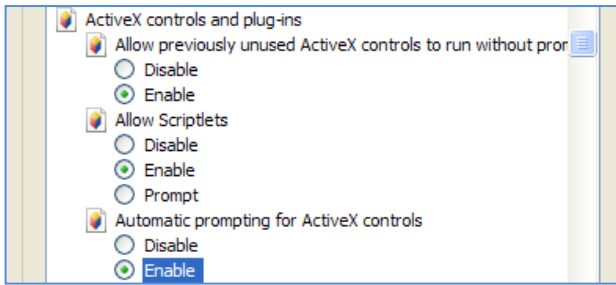 ActiveX controls and plug-ins
Allow previously unused ActiveX controls to run without
Disable
Enable
Allow Scriptlets
Disable
Enable
Prompt
Automatic prompting for ActiveX controls
Disable
Enable